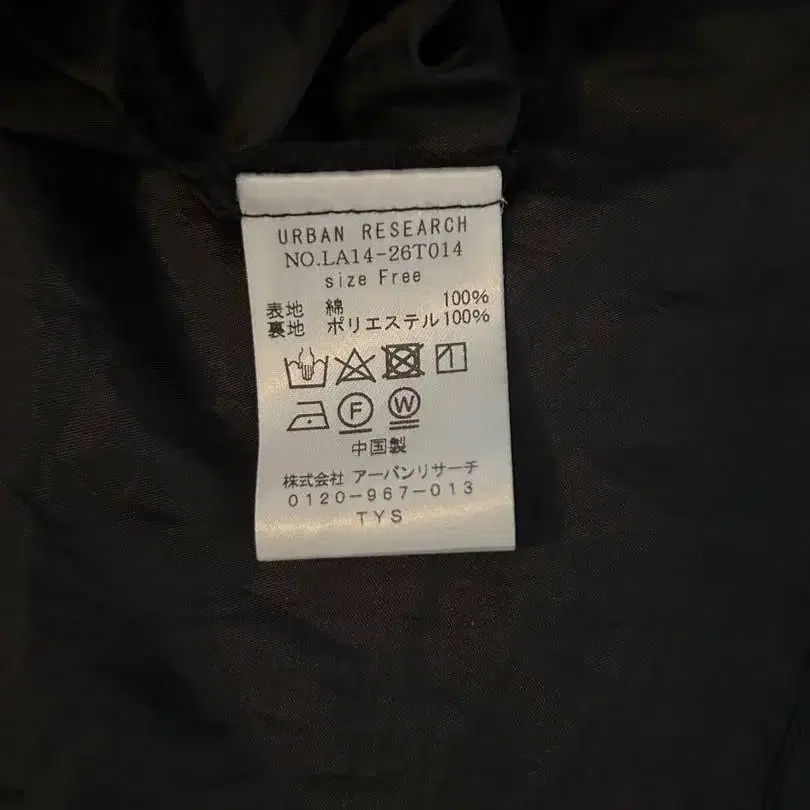 URBAN RESEARCH
NO.LA14-26T014
size Free
表地 綿 100%
裏地 ポリエステル100%
F W
中国製
株式会社 アーバンリサーチ
0120-967-013
TYS